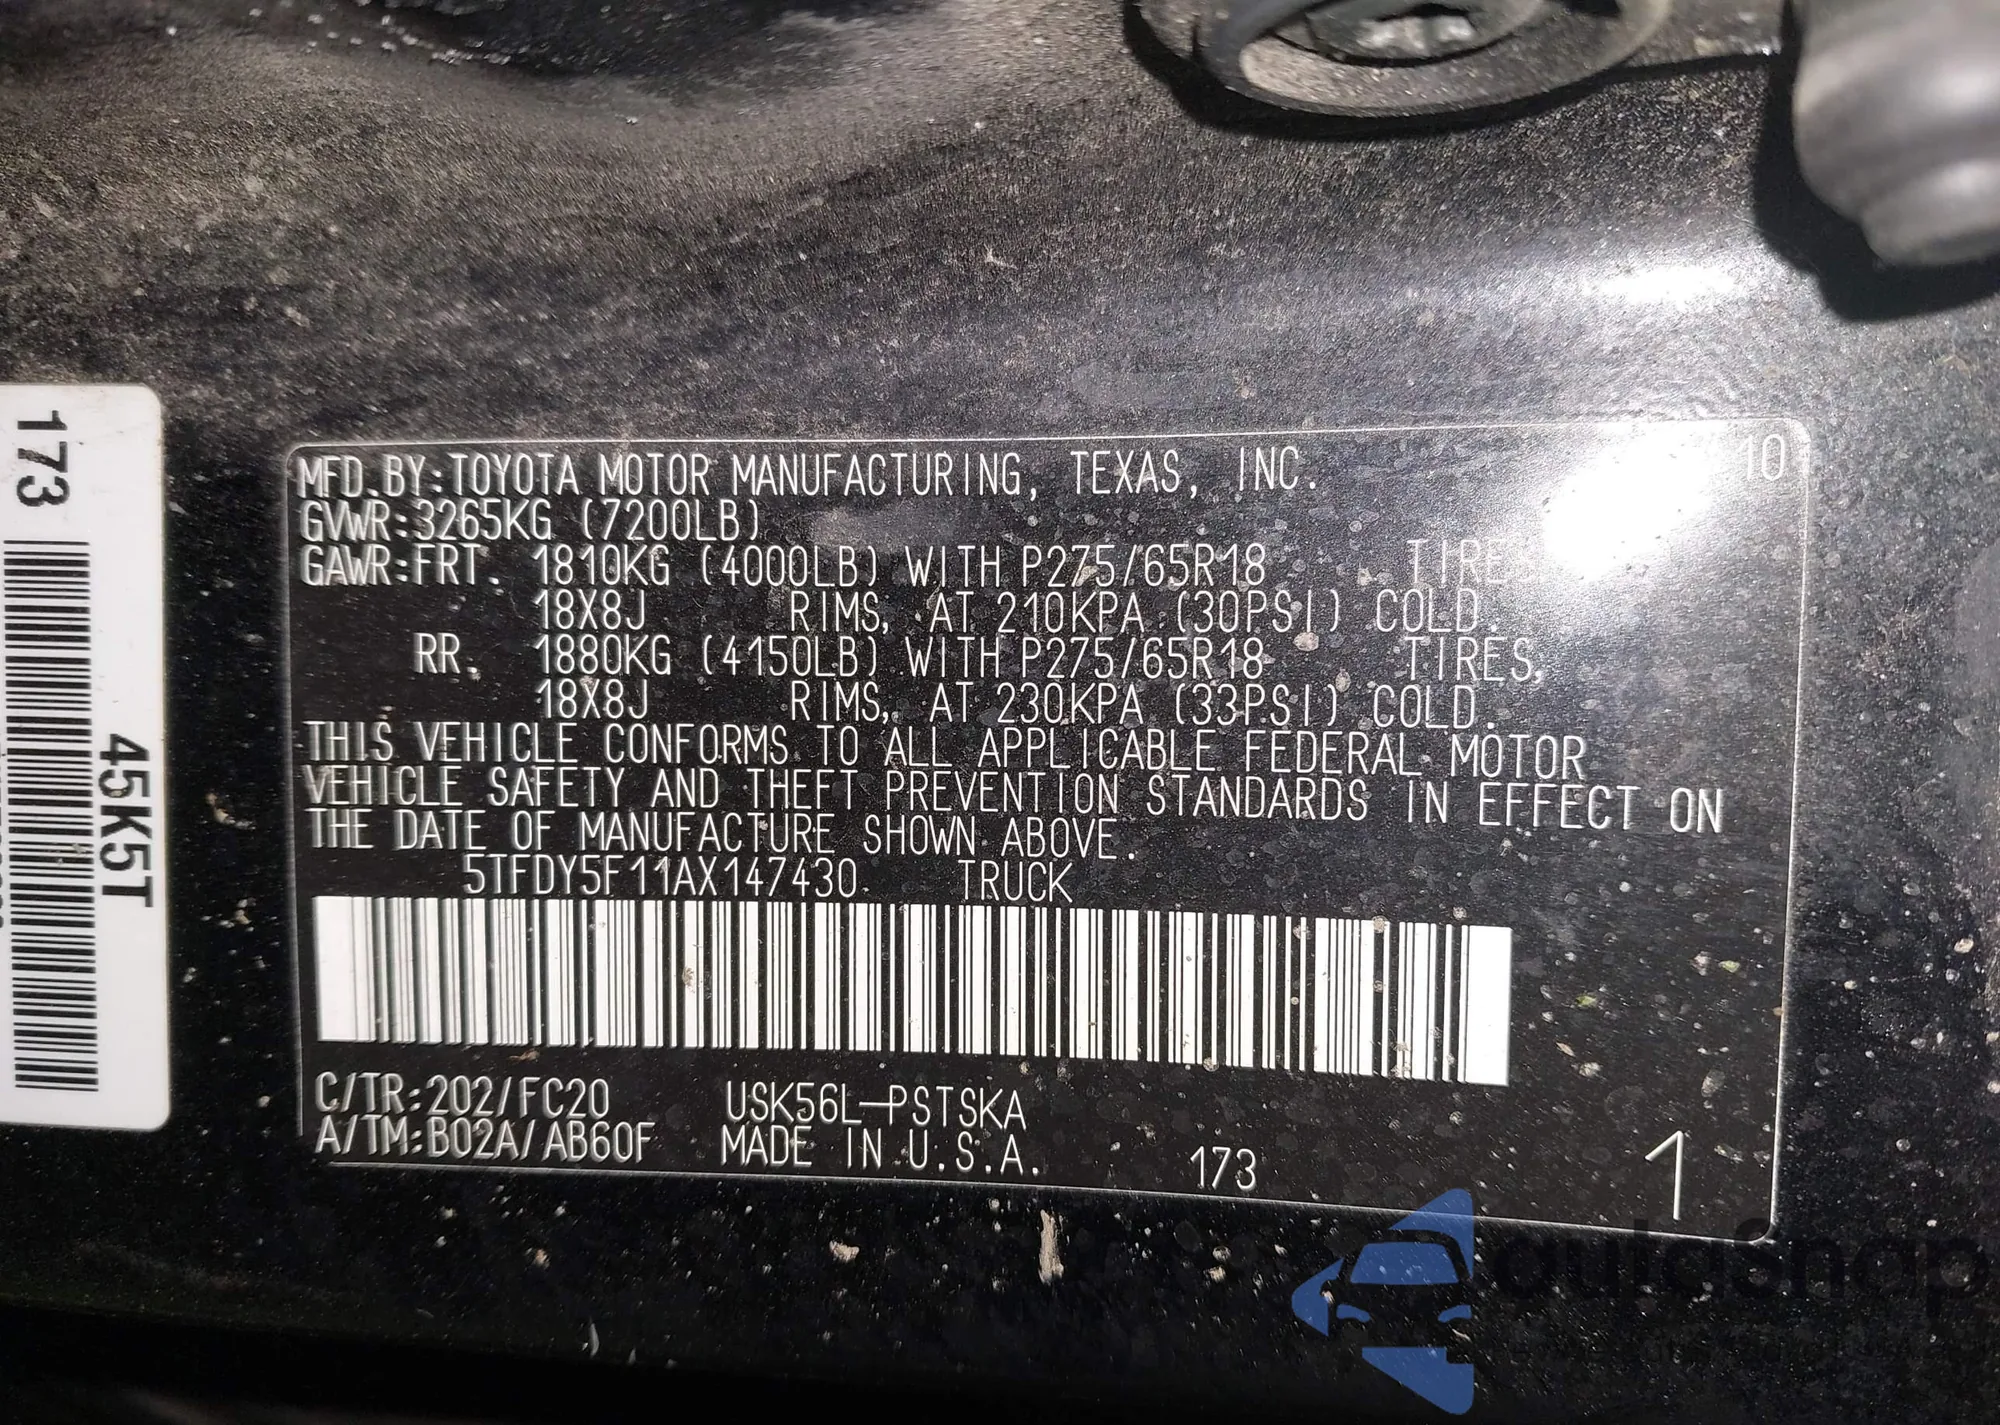 10
MFD.BY:TOYOTA MOTOR MANUFACTURING, TEXAS, INC.
GVWR:3265KG (7200LB)
GAWR:FRT. 1810KG (4000LB) WITH P275/65R18 TIRES
18X8J RIMS, AT 210KPA (30PSI) COLD.
RR. 1880KG (4150LB) WITH P275/65R18 TIRES,
18X8J RIMS, AT 230KPA (33PSI) COLD.
THIS VEHICLE CONFORMS TO ALL APPLICABLE FEDERAL MOTOR
VEHICLE SAFETY AND THEFT PREVENTION STANDARDS IN EFFECT ON
THE DATE OF MANUFACTURE SHOWN ABOVE.
5TFDY5F11AX147430 TRUCK
C/TR:202/FC20 USK56L-PSTSKA
A/TM:B02A/AB60F MADE IN U.S.A. 173 1
173
45K5T